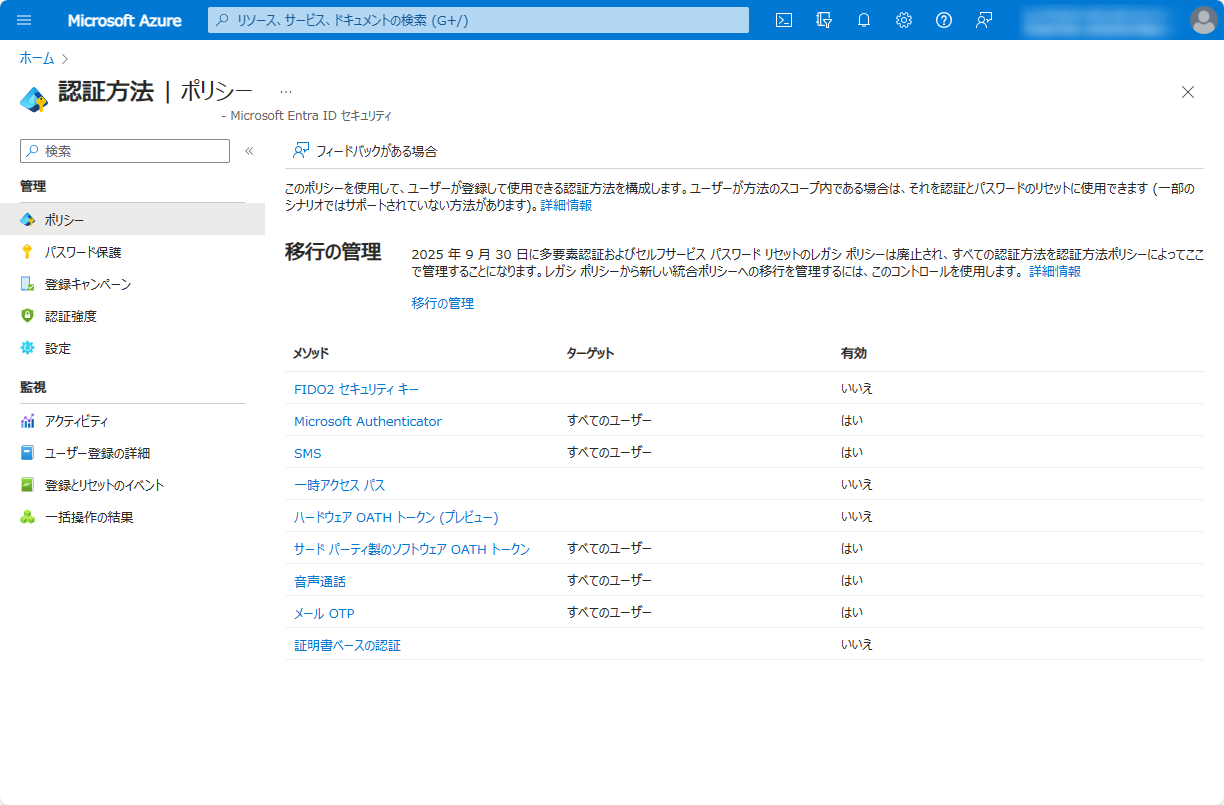 Microsoft Azure
リソース、サービス、ドキュメントの検索 (G+/)
ホーム
認証方法 | ポリシー ...
- Microsoft Entra ID セキュリティ
検索
フィードバックがある場合
管理
ポリシー
パスワード保護
登録キャンペーン
認証強度
設定
監視
アクティビティ
ユーザー登録の詳細
登録とリセットのイベント
一括操作の結果
このポリシーを使用して、ユーザーが登録して使用できる認証方法を構成します。ユーザーが方法のスコープ内である場合は、それを認証とパスワードのリセットに使用できます (一部の
シナリオではサポートされていない方法があります)。詳細情報
移行の管理
2025 年 9 月 30 日に多要素認証およびセルフサービス パスワード リセットのレガシ ポリシーは廃止され、すべての認証方法を認証方法ポリシーによってここ
で管理することになります。レガシ ポリシーから新しい統合ポリシーへの移行を管理するには、このコントロールを使用します。 詳細情報
移行の管理
メソッド ターゲット 有効
FIDO2 セキュリティ キー いいえ
Microsoft Authenticator すべてのユーザー はい
SMS すべてのユーザー はい
一時アクセス パス いいえ
ハードウェア OATH トークン (プレビュー) いいえ
サード パーティ製のソフトウェア OATH トークン すべてのユーザー はい
音声通話 すべてのユーザー はい
メール OTP すべてのユーザー はい
証明書ベースの認証 いいえ